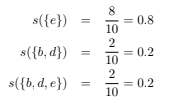 s({e}) = 8/10 = 0.8
s({b, d}) = 2/10 = 0.2
s({b, d, e}) = 2/10 = 0.2